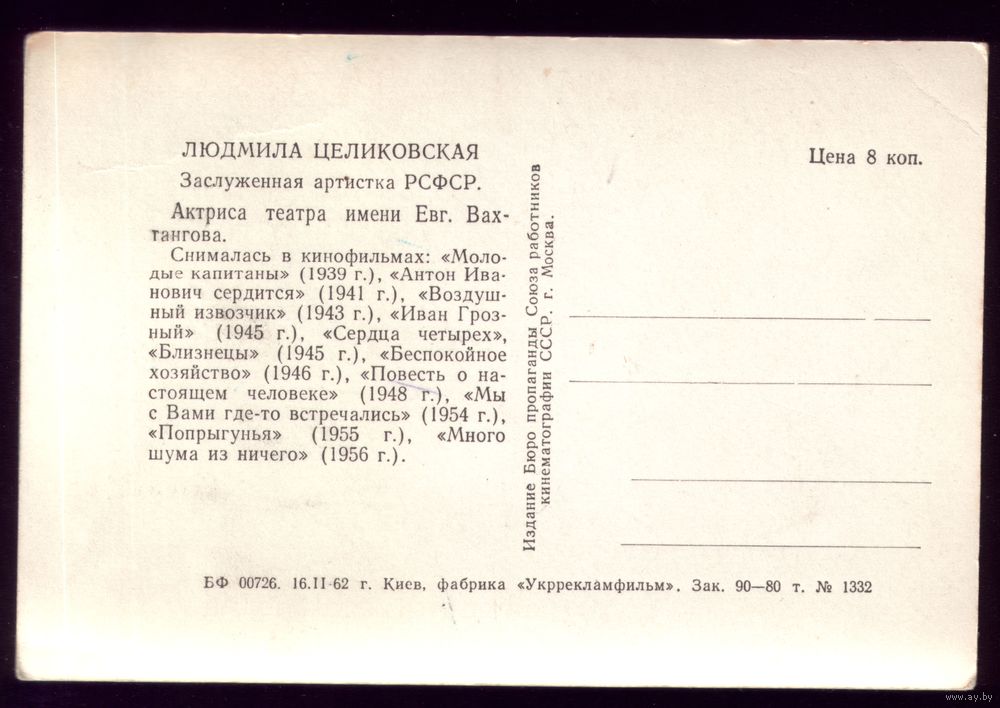 ЛЮДМИЛА ЦЕЛИКОВСКАЯ
Заслуженная артистка РСФСР.
Актриса театра имени Евг. Вах-
тангова.
Снималась в кинофильмах: «Моло-
дые капитаны» (1939 г.), «Антон Ива-
нович сердится» (1941 г.), «Воздуш-
ный извозчик» (1943 г.), «Иван Гроз-
ный» (1945 г.), «Сердца четырех»,
«Близнецы» (1945 г.), «Беспокойное
хозяйство» (1946 г.), «Повесть о на-
стоящем человеке» (1948 г.), «Мы
с Вами где-то встречались» (1954 г.),
«Попрыгунья» (1955 г.), «Много
шума из ничего» (1956 г.).
Издание Бюро пропаганды Союза работников
кинематографии СССР. г. Москва.
Цена 8 коп.
БФ 00726. 16.II-62 г. Киев, фабрика «Укррекламфильм». Зак. 90—80 т. № 1332
www.ay.by